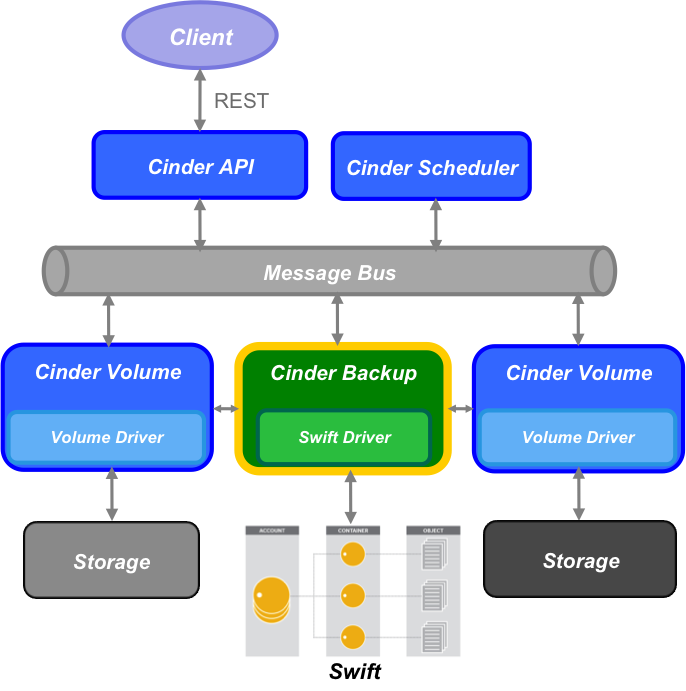 Client
REST
Cinder API
Cinder Scheduler
Message Bus
Cinder Volume
Cinder Backup
Cinder Volume
Volume Driver
Swift Driver
Volume Driver
Storage
ACCOUNT
CONTAINER
OBJECT
Storage
Swift